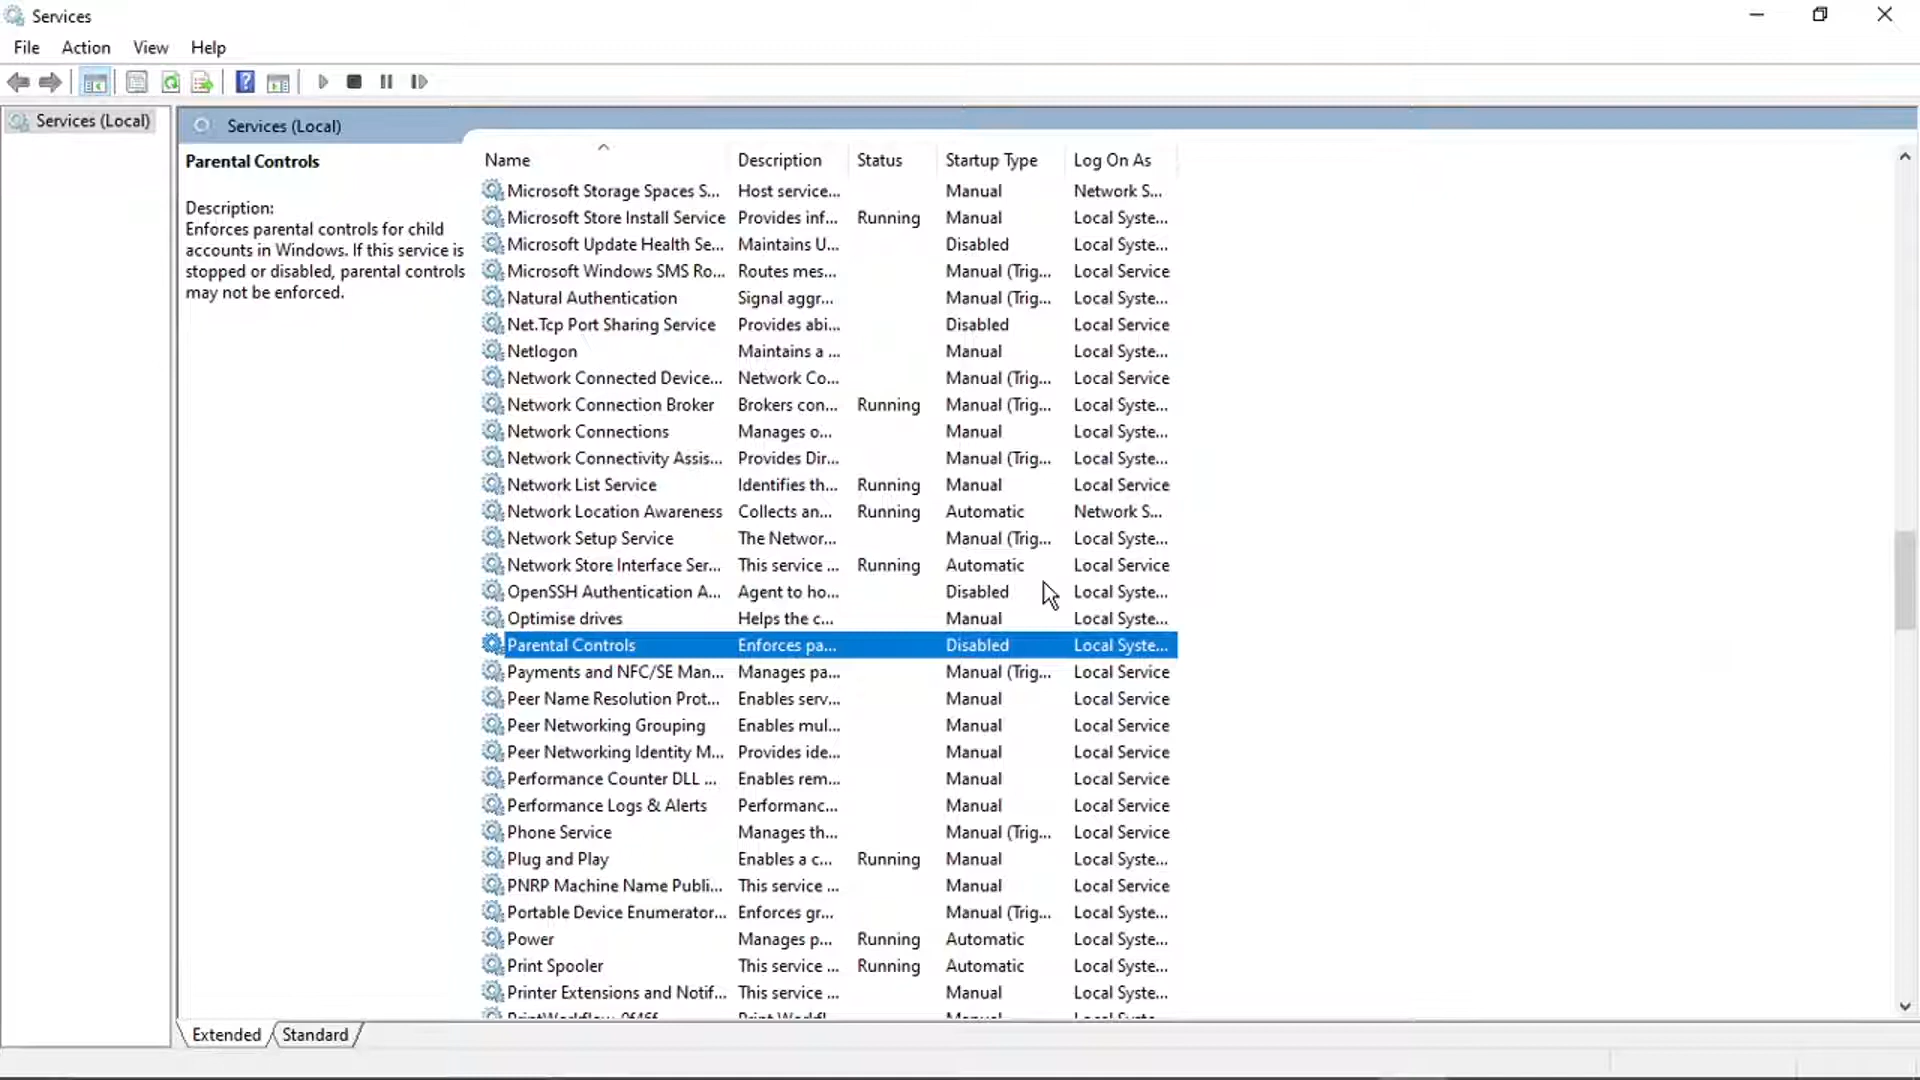 Services
File Action View Help
Services (Local)
Services (Local)
Parental Controls
Description:
Enforces parental controls for child
accounts in Windows. If this service is
stopped or disabled, parental controls
may not be enforced.
Name Description Status Startup Type Log On As
Microsoft Storage Spaces S... Host service... Manual Network S...
Microsoft Store Install Service Provides inf... Running Manual Local Syste...
Microsoft Update Health Se... Maintains U... Disabled Local Syste...
Microsoft Windows SMS Ro... Routes mes... Manual (Trig... Local Service
Natural Authentication Signal aggr... Manual (Trig... Local Syste...
Net.Tcp Port Sharing Service Provides abi... Disabled Local Service
Netlogon Maintains a ... Manual Local Syste...
Network Connected Device... Network Co... Manual (Trig... Local Service
Network Connection Broker Brokers con... Running Manual (Trig... Local Syste...
Network Connections Manages o... Manual Local Syste...
Network Connectivity Assis... Provides Dir... Manual (Trig... Local Syste...
Network List Service Identifies th... Running Manual Local Service
Network Location Awareness Collects an... Running Automatic Network S...
Network Setup Service The Networ... Manual (Trig... Local Syste...
Network Store Interface Ser... This service ... Running Automatic Local Service
OpenSSH Authentication A... Agent to ho... Disabled Local Syste...
Optimise drives Helps the c... Manual Local Syste...
Parental Controls Enforces pa... Disabled Local Syste...
Payments and NFC/SE Man... Manages pa... Manual (Trig... Local Service
Peer Name Resolution Prot... Enables serv... Manual Local Service
Peer Networking Grouping Enables mul... Manual Local Service
Peer Networking Identity M... Provides ide... Manual Local Service
Performance Counter DLL ... Enables rem... Manual Local Service
Performance Logs & Alerts Performanc... Manual Local Service
Phone Service Manages th... Manual (Trig... Local Service
Plug and Play Enables a c... Running Manual Local Syste...
PNRP Machine Name Publi... This service ... Manual Local Service
Portable Device Enumerator... Enforces gr... Manual (Trig... Local Syste...
Power Manages p... Running Automatic Local Syste...
Print Spooler This service ... Running Automatic Local Syste...
Printer Extensions and Notif... This service ... Manual Local Syste...
Extended Standard